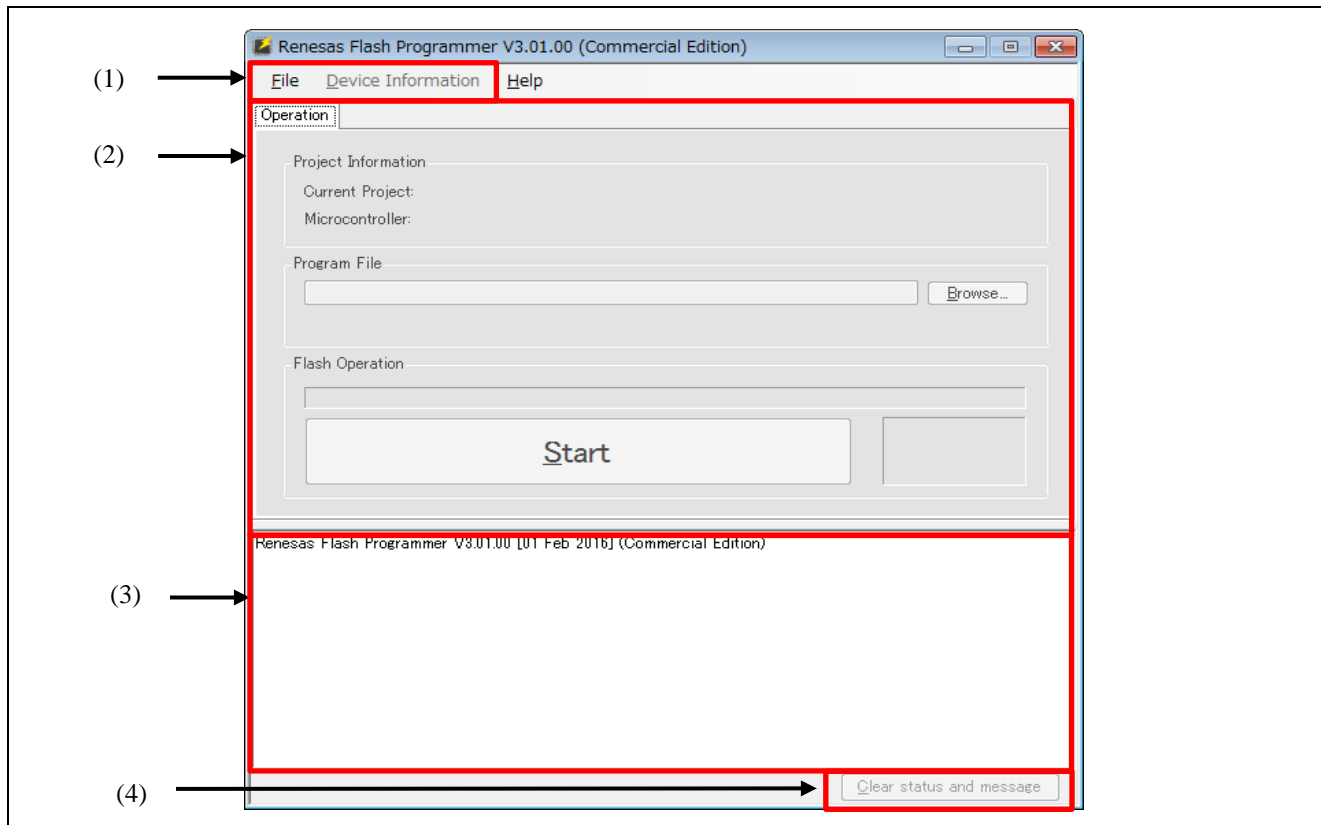 Renesas Flash Programmer V3.01.00 (Commercial Edition)
(1)
File Device Information Help
Operation
(2)
Project Information
Current Project:
Microcontroller:
Program File
Browse...
Flash Operation
Start
Renesas Flash Programmer V3.01.00 [01 Feb 2016] (Commercial Edition)
(3)
(4)
Clear status and message